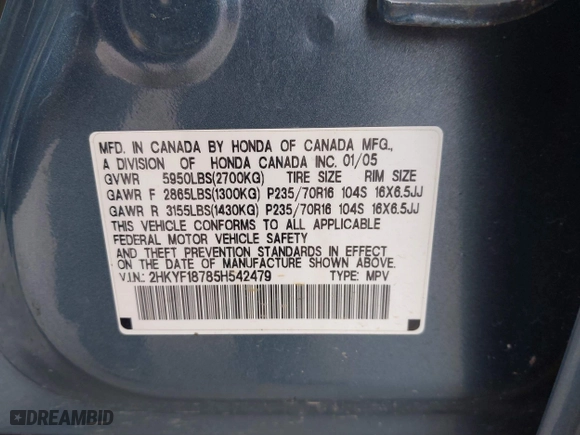 MFD. IN CANADA BY HONDA OF CANADA MFG.,
A DIVISION OF HONDA CANADA INC. 01/05
GVWR 5950LBS(2700KG) TIRE SIZE RIM SIZE
GAWR F 2865LBS(1300KG) P235/70R16 104S 16X6.5JJ
GAWR R 3155LBS(1430KG) P235/70R16 104S 16X6.5JJ
THIS VEHICLE CONFORMS TO ALL APPLICABLE
FEDERAL MOTOR VEHICLE SAFETY
AND THEFT PREVENTION STANDARDS IN EFFECT
ON THE DATE OF MANUFACTURE SHOWN ABOVE.
V.I.N.: 2HKYF18785H542479 TYPE: MPV
DREAMBID